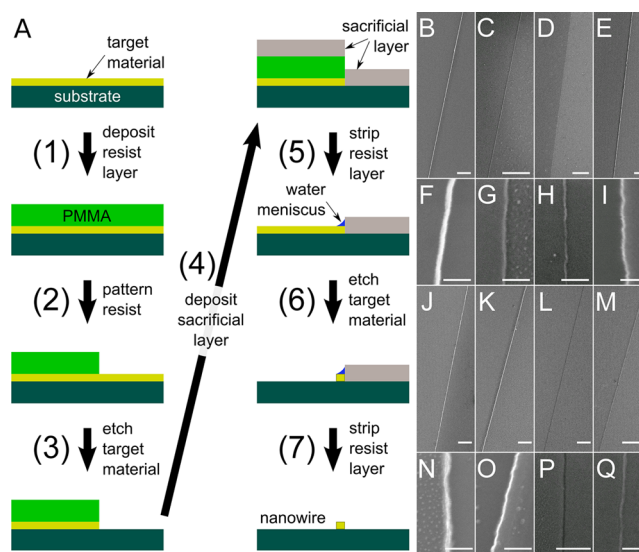 A
target
material
substrate
(1)
deposit
resist
layer
PMMA
(2)
pattern
resist
(3)
etch
target
material
(4)
deposit
sacrificial
layer
sacrificial
layer
(5)
strip
resist
layer
water
meniscus
(6)
etch
target
material
(7)
strip
resist
layer
nanowire
B C D E
F G H I
J K L M
N O P Q